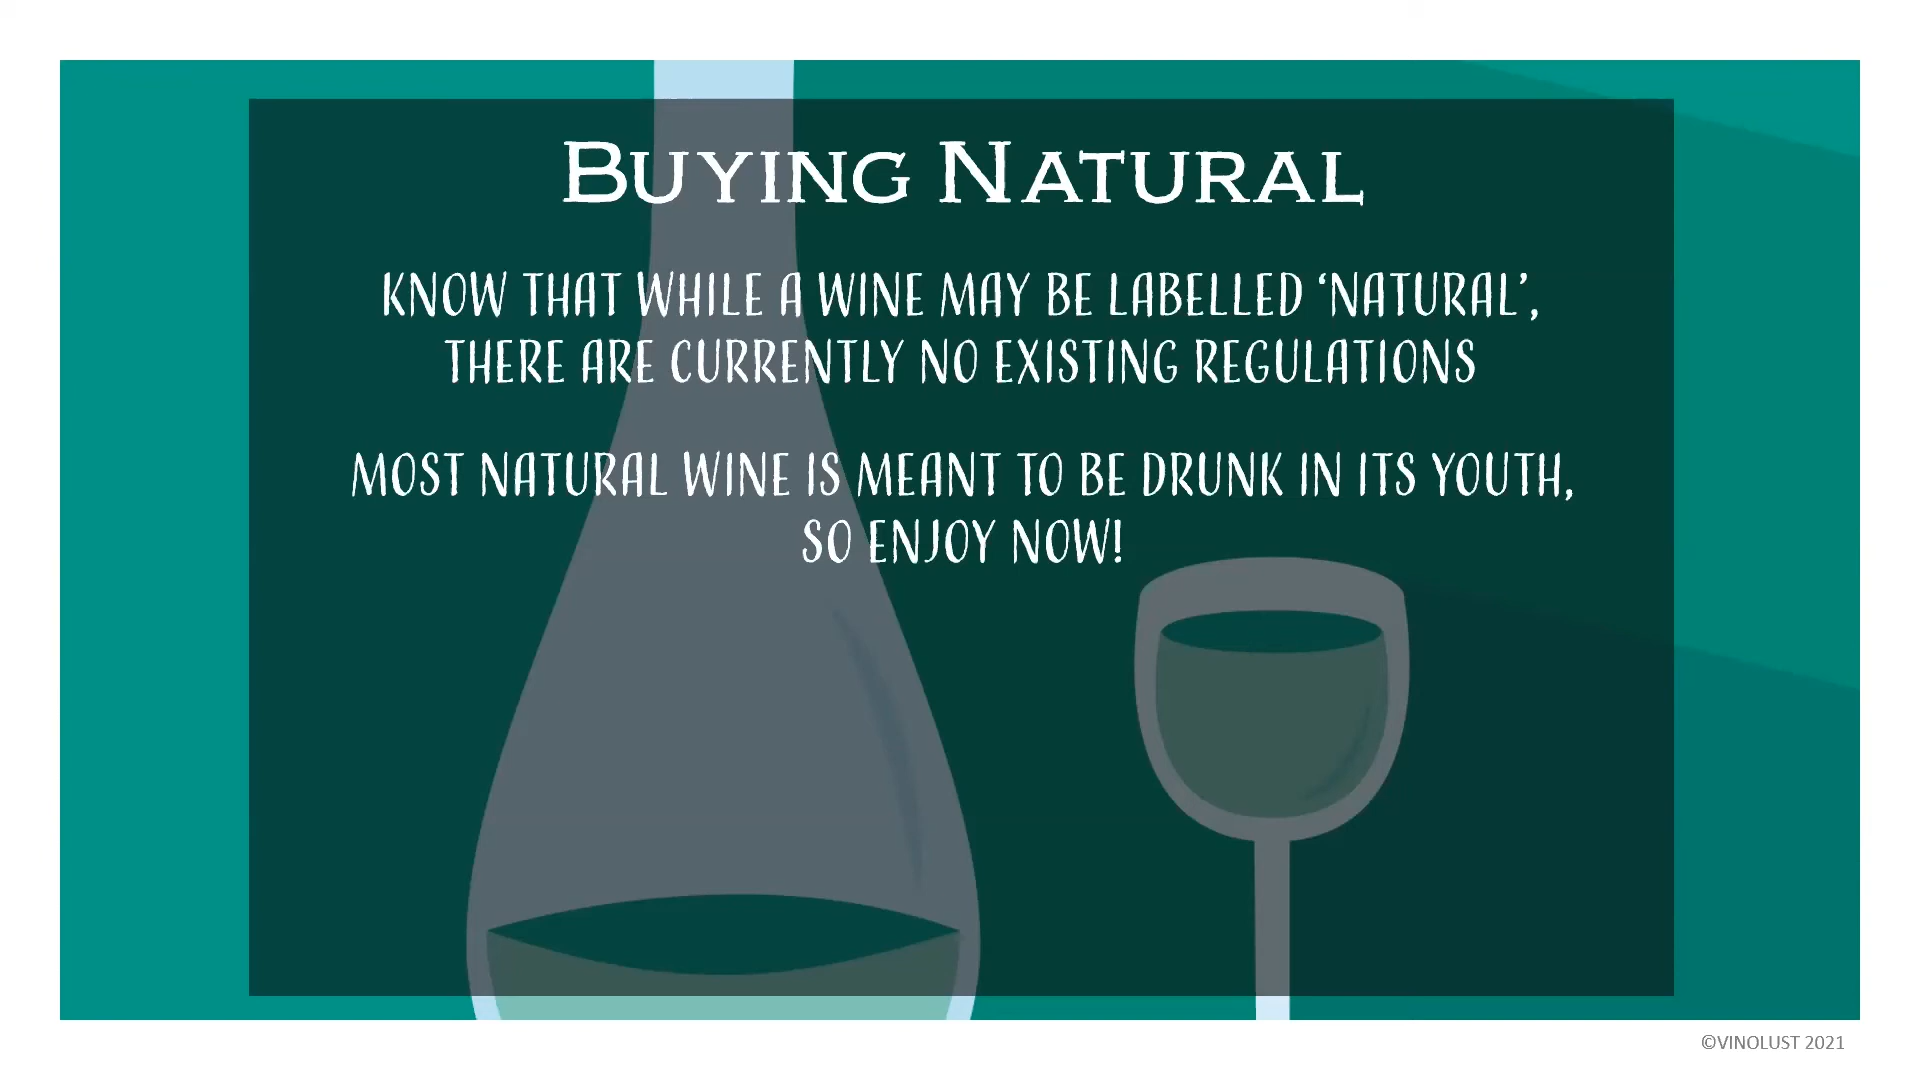 Buying Natural
KNOW THAT WHILE A WINE MAY BE LABELLED ‘NATURAL’,
THERE ARE CURRENTLY NO EXISTING REGULATIONS
MOST NATURAL WINE IS MEANT TO BE DRUNK IN ITS YOUTH,
SO ENJOY NOW!
©VINOLUST 2021